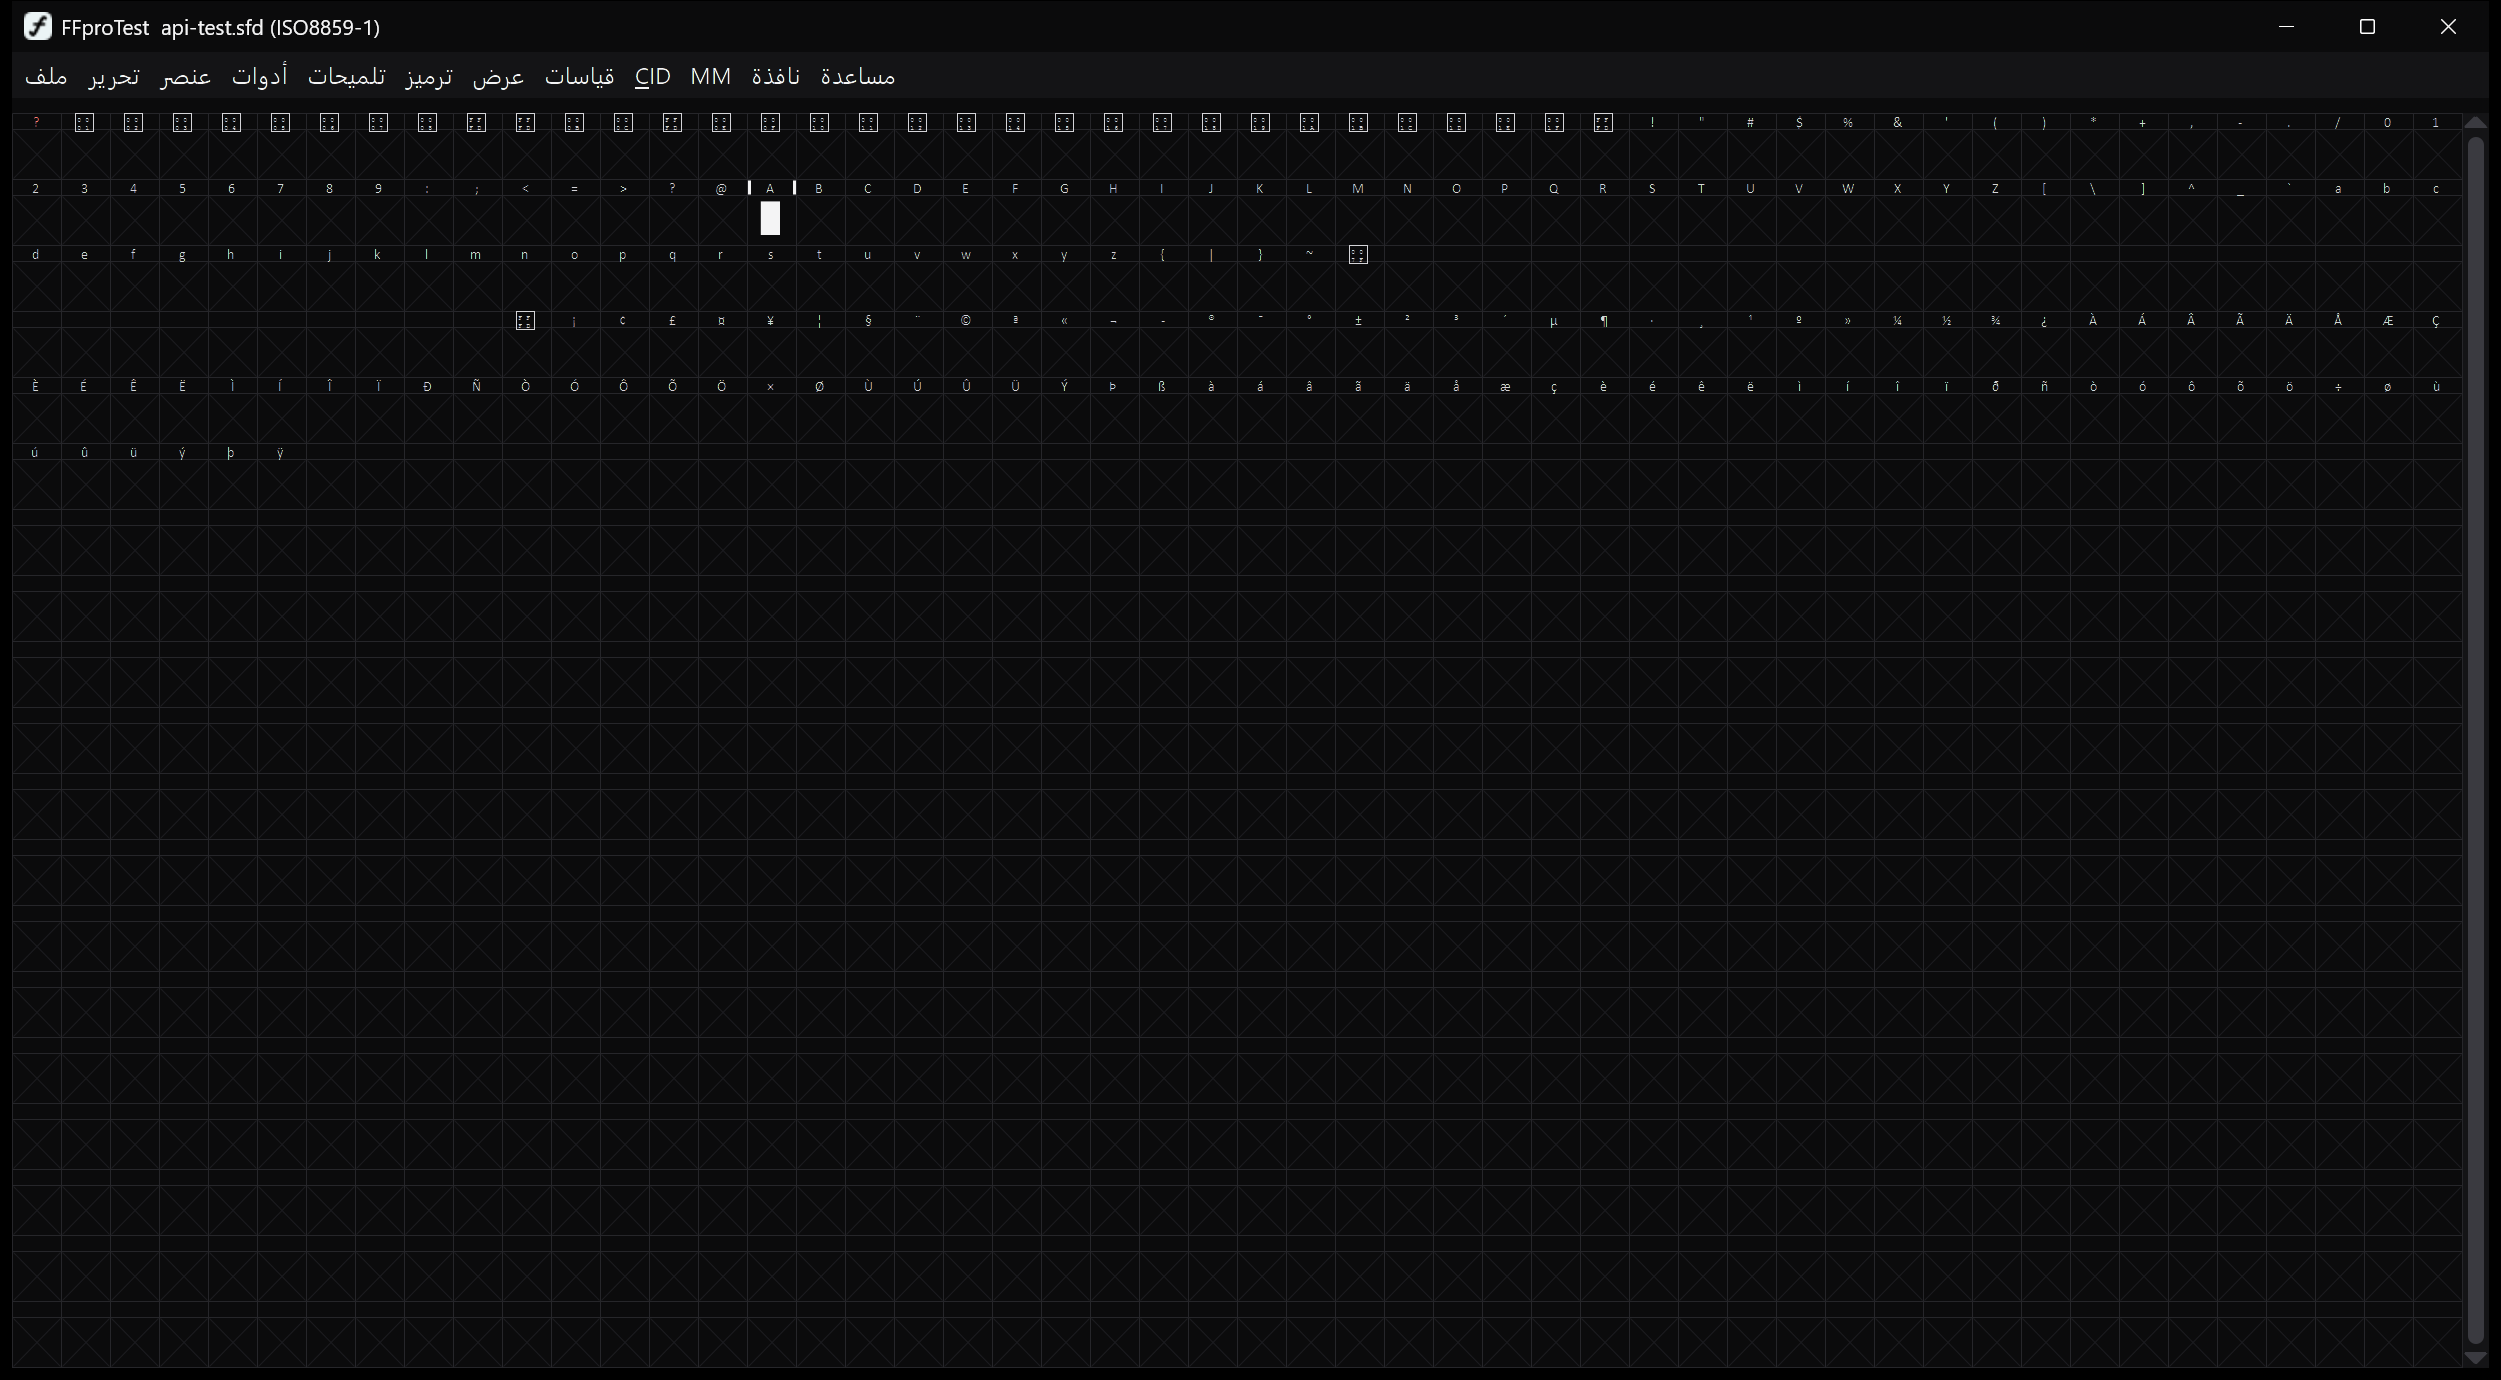 FFproTest api-test.sfd (ISO8859-1)
ملف تحرير عنصر أدوات تلميحات ترميز عرض قياسات CID MM نافذة مساعدة
? ! " # $ % & ' ( ) * + , - . / 0 1
2 3 4 5 6 7 8 9 : ; < = > ? @ A B C D E F G H I J K L M N O P Q R S T U V W X Y Z [ \ ] ^ _ ` a b c
d e f g h i j k l m n o p q r s t u v w x y z { | } ~
¡ ¢ £ ¤ ¥ ¦ § ¨ © ª « ¬ - ® ¯ ° ± ² ³ ´ µ ¶ · ¸ ¹ º » ¼ ½ ¾ ¿ À Á Â Ã Ä Å Æ Ç
È É Ê Ë Ì Í Î Ï Ð Ñ Ò Ó Ô Õ Ö × Ø Ù Ú Û Ü Ý Þ ß à á â ã ä å æ ç è é ê ë ì í î ï ð ñ ò ó ô õ ö ÷ ø ù
ú û ü ý þ ÿ